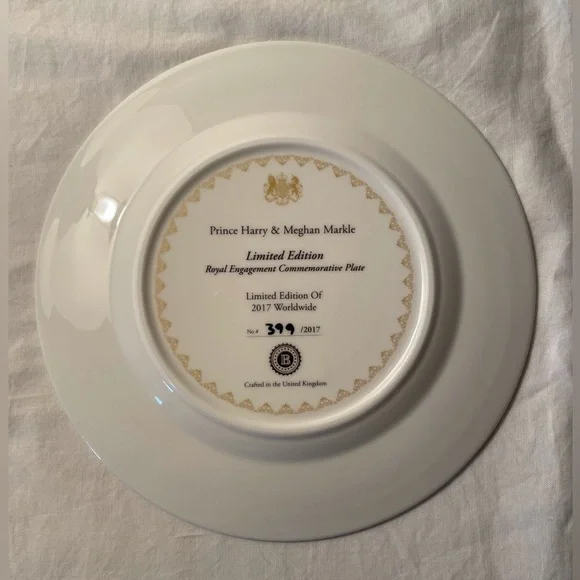 Prince Harry & Meghan Markle
Limited Edition
Royal Engagement Commemorative Plate
Limited Edition Of
2017 Worldwide
No.# 399 /2017
B
Crafted in the United Kingdom